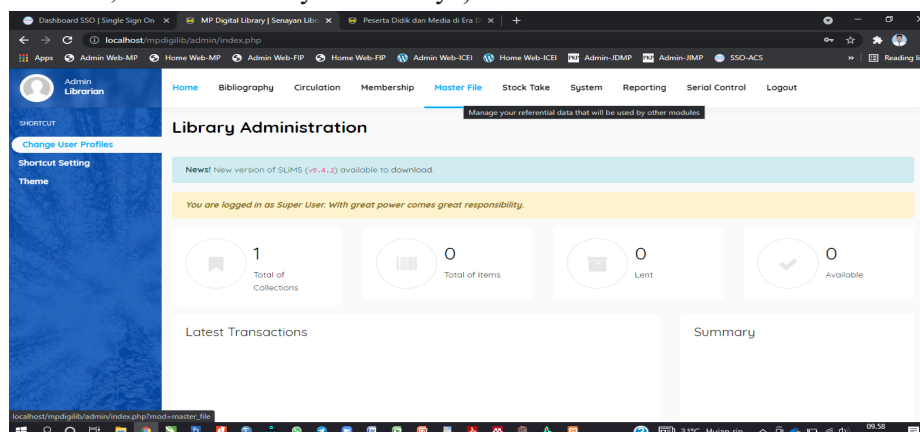 Dashboard SSO | Single Sign On
MP Digital Library | Senayan Libr
Peserta Didik dan Media di Era D
localhost/mpdigilib/admin/index.php
Apps Admin Web-MP Home Web-MP Admin Web-FIP Home Web-FIP Admin Web-ICEI Home Web-ICEI Admin-JDMP Admin-JIMP SSO-ACS » Reading li
Admin
Librarian
Home Bibliography Circulation Membership Master File Stock Take System Reporting Serial Control Logout
Manage your referential data that will be used by other modules
SHORTCUT
Change User Profiles
Shortcut Setting
Theme
Library Administration
News! New version of SLiMS (v9.4.2) available to download.
You are logged in as Super User. With great power comes great responsibility.
1
Total of
Collections
0
Total of Items
0
Lent
0
Available
Latest Transactions
Summary
localhost/mpdigilib/admin/index.php?mod=master_file
31°C Hujan rin
09.58